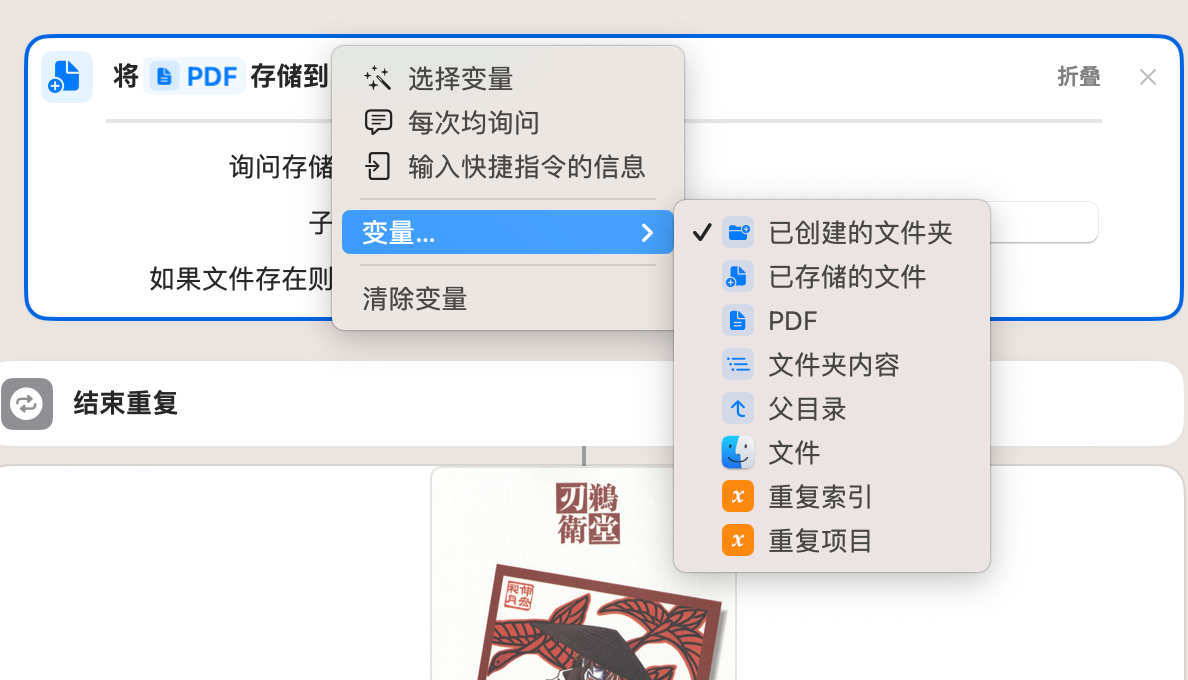 将 PDF 存储到
折叠
询问存储
子
如果文件存在则
选择变量
每次均询问
输入快捷指令的信息
变量...
清除变量
已创建的文件夹
已存储的文件
PDF
文件夹内容
父目录
文件
重复索引
重复项目
结束重复
刃鵜
衛堂
伸和
宏月